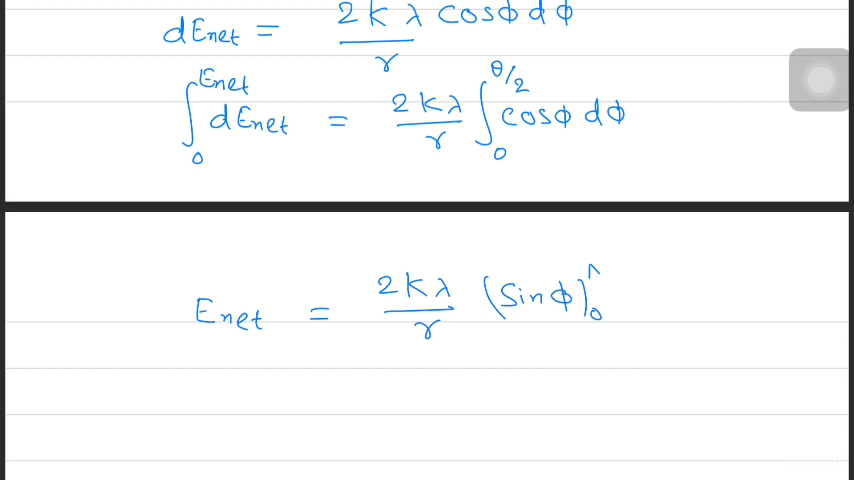 dEnet = 2kλ cosφ dφ / r
∫₀^Enet dEnet = 2kλ/r ∫₀^θ/2 cosφ dφ
Enet = 2kλ/r (sinφ)₀